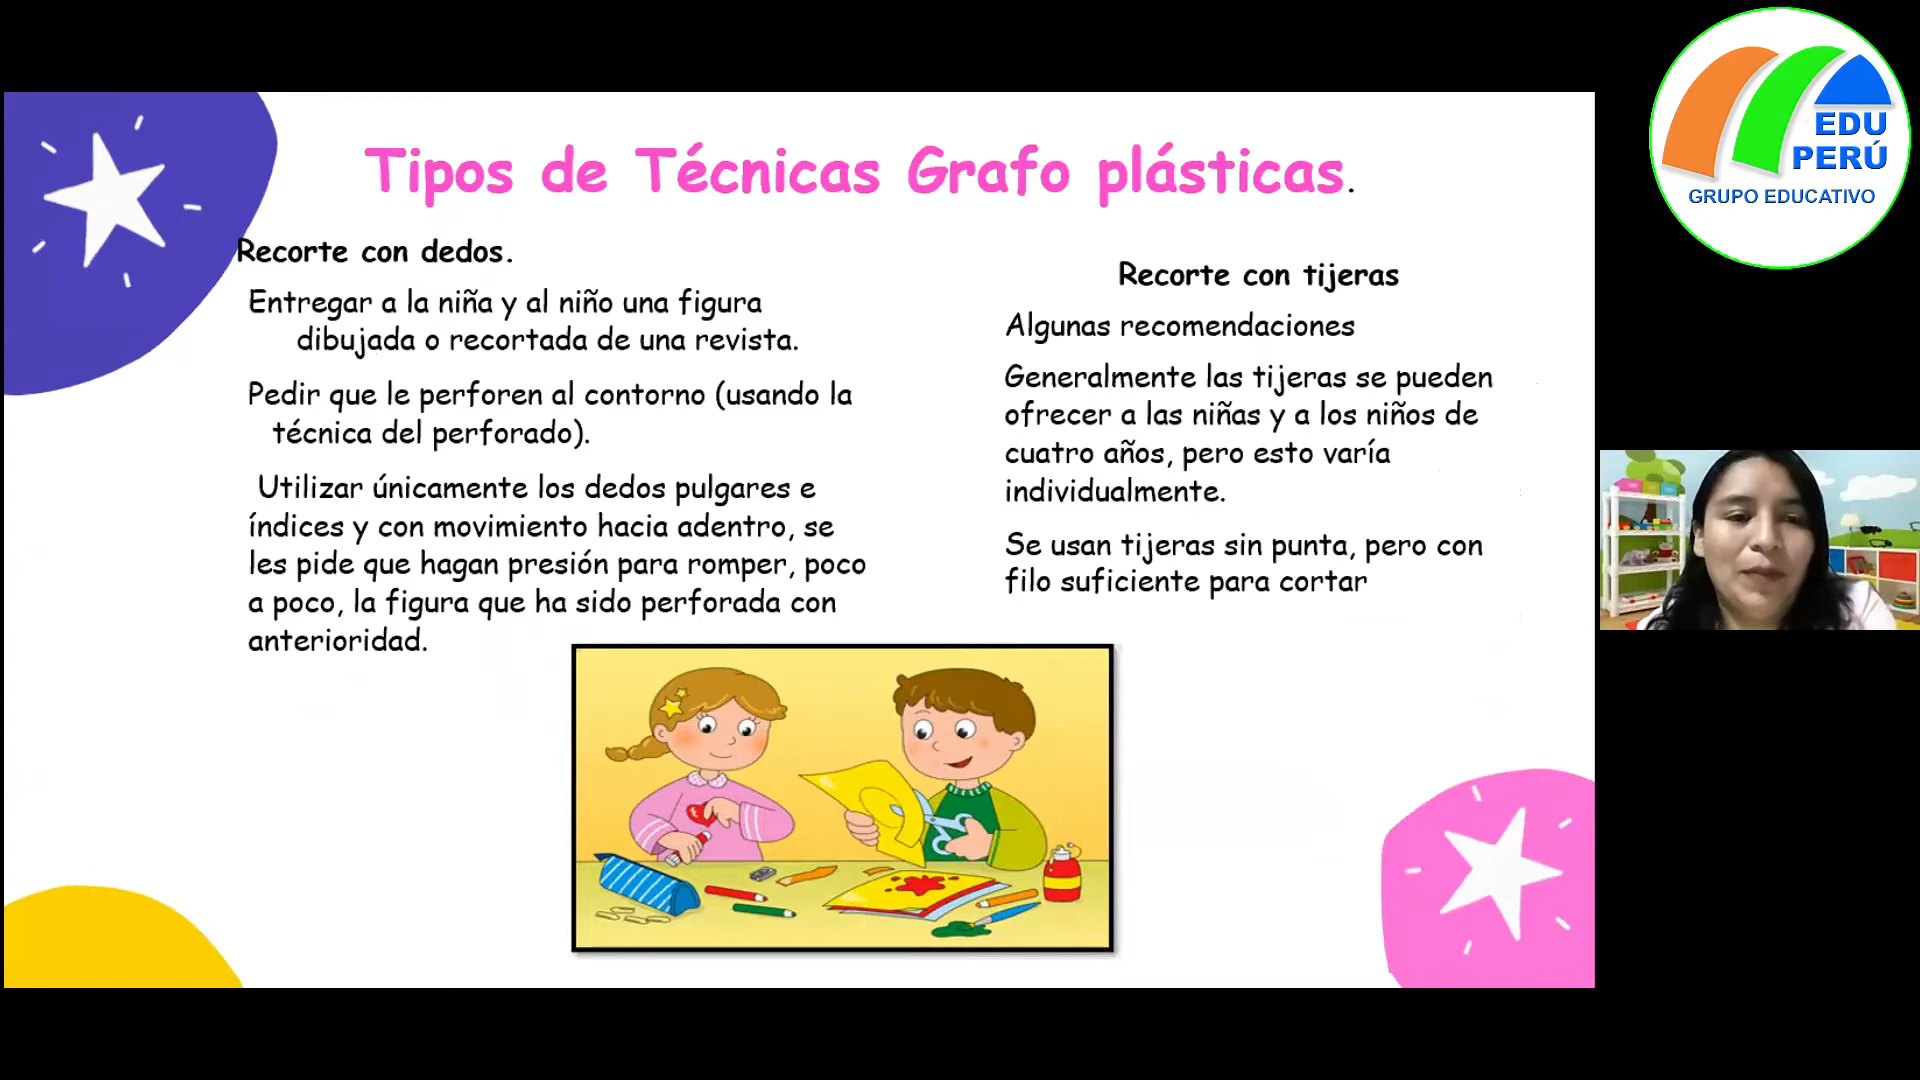 Tipos de Técnicas Grafo plásticas.
Recorte con dedos.
Entregar a la niña y al niño una figura
dibujada o recortada de una revista.
Pedir que le perforen al contorno (usando la
técnica del perforado).
Utilizar únicamente los dedos pulgares e
índices y con movimiento hacia adentro, se
les pide que hagan presión para romper, poco
a poco, la figura que ha sido perforada con
anterioridad.
Recorte con tijeras
Algunas recomendaciones
Generalmente las tijeras se pueden
ofrecer a las niñas y a los niños de
cuatro años, pero esto varía
individualmente.
Se usan tijeras sin punta, pero con
filo suficiente para cortar
EDU
PERÚ
GRUPO EDUCATIVO